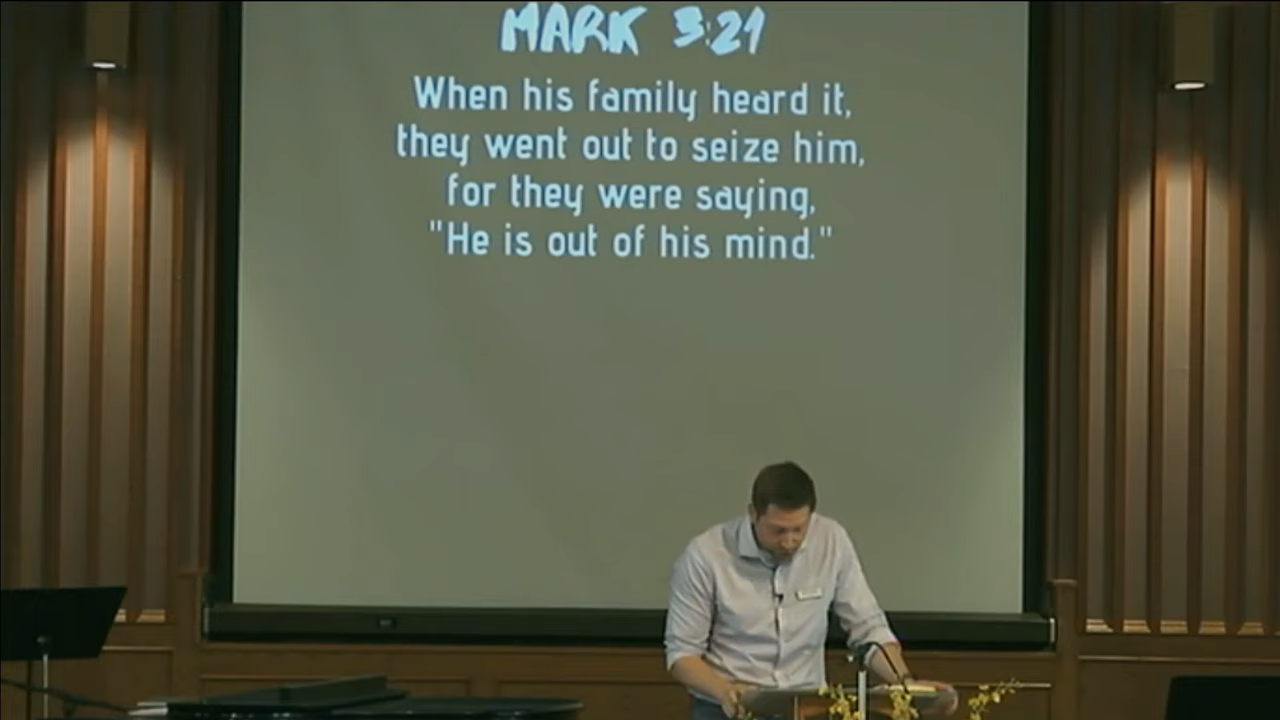 MARK 3:21
When his family heard it,
they went out to seize him,
for they were saying,
"He is out of his mind."